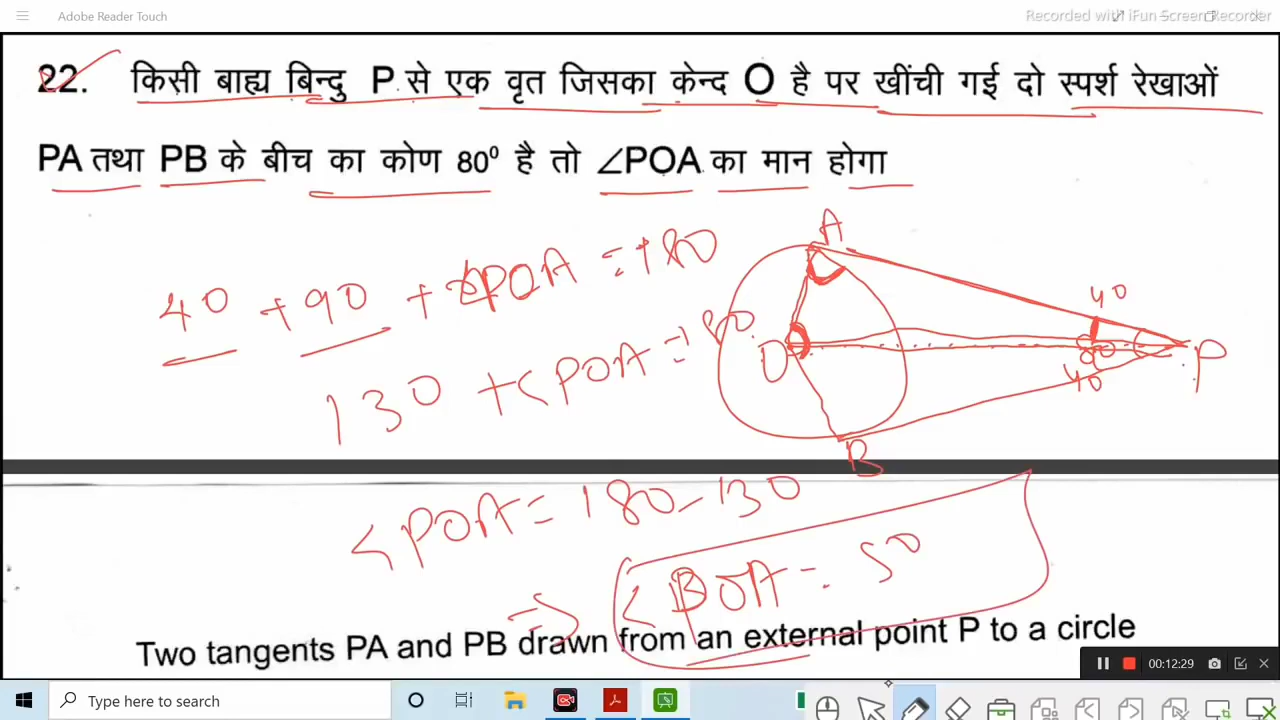 Adobe Reader Touch
Recorded with iFun Screen Recorder
22. किसी बाह्य बिन्दु P से एक वृत जिसका केन्द O है पर खींची गई दो स्पर्श रेखाओं
PA तथा PB के बीच का कोण 80⁰ है तो ∠POA का मान होगा
40 + 90 + ∠POA = 180
130 + <POA = 180
<POA = 180 - 130
=> <POA = 50
A
O
B
P
40
80
40
Two tangents PA and PB drawn from an external point P to a circle
00:12:29
Type here to search